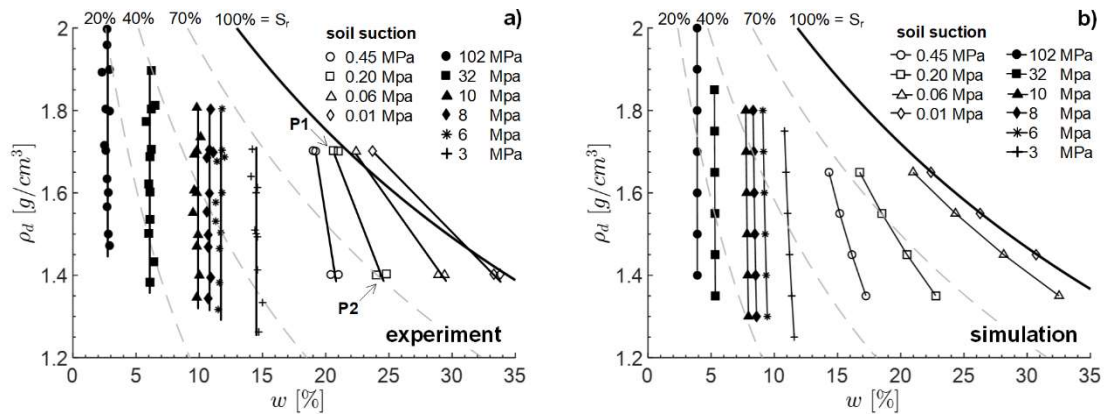 20% 40% 70% 100% = Sᵣ a)
soil suction
0.45 MPa
0.20 Mpa
0.06 Mpa
0.01 Mpa
102 MPa
32 Mpa
10 Mpa
8 Mpa
6 Mpa
3 MPa
P1
P2
experiment
2
1.8
1.6
1.4
1.2
ρd [g/cm³]
0 5 10 15 20 25 30 35
w [%]
20% 40% 70% 100% = Sᵣ b)
soil suction
0.45 MPa
0.20 Mpa
0.06 Mpa
0.01 Mpa
102 MPa
32 Mpa
10 Mpa
8 Mpa
6 Mpa
3 MPa
simulation
2
1.8
1.6
1.4
1.2
ρd [g/cm³]
0 5 10 15 20 25 30 35
w [%]